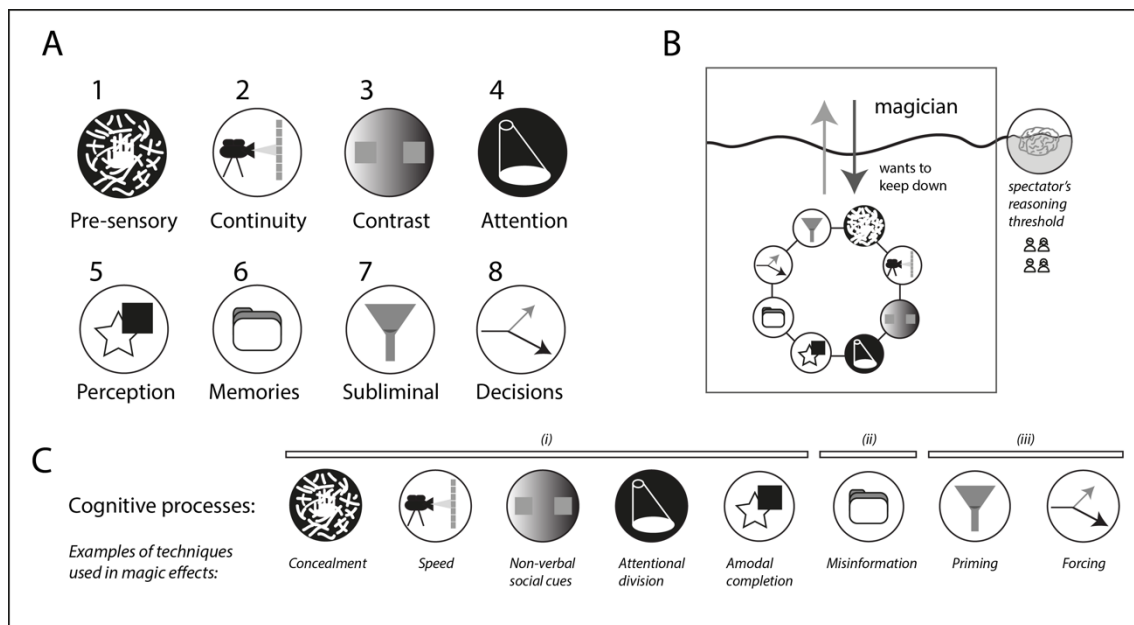 A
1 2 3 4
Pre-sensory Continuity Contrast Attention
5 6 7 8
Perception Memories Subliminal Decisions
B
magician
wants to
keep down
spectator's
reasoning
threshold
C
(i) (ii) (iii)
Cognitive processes:
Examples of techniques
used in magic effects:
Concealment
Speed
Non-verbal
social cues
Attentional
division
Amodal
completion
Misinformation
Priming
Forcing